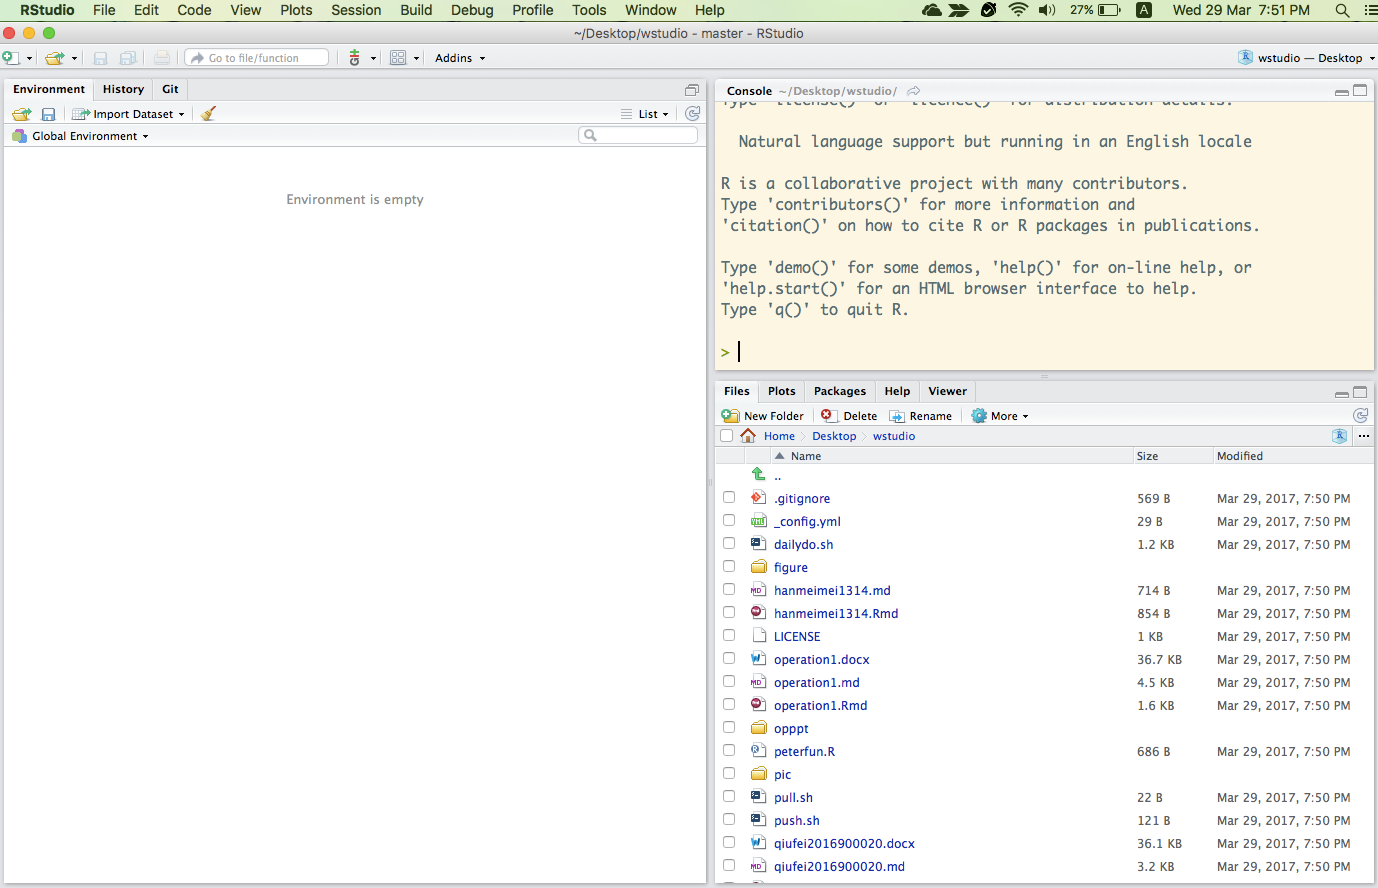 RStudio File Edit Code View Plots Session Build Debug Profile Tools Window Help 27% A Wed 29 Mar 7:51 PM
~/Desktop/wstudio - master - RStudio
Go to file/function Addins wstudio — Desktop
Environment History Git
Import Dataset List
Global Environment
Environment is empty
Console ~/Desktop/wstudio/
Type 'license()' or 'licence()' for distribution details.
Natural language support but running in an English locale
R is a collaborative project with many contributors.
Type 'contributors()' for more information and
'citation()' on how to cite R or R packages in publications.
Type 'demo()' for some demos, 'help()' for on-line help, or
'help.start()' for an HTML browser interface to help.
Type 'q()' to quit R.
>
Files Plots Packages Help Viewer
New Folder Delete Rename More
Home Desktop wstudio
Name Size Modified
..
.gitignore 569 B Mar 29, 2017, 7:50 PM
_config.yml 29 B Mar 29, 2017, 7:50 PM
dailydo.sh 1.2 KB Mar 29, 2017, 7:50 PM
figure
hanmeimei1314.md 714 B Mar 29, 2017, 7:50 PM
hanmeimei1314.Rmd 854 B Mar 29, 2017, 7:50 PM
LICENSE 1 KB Mar 29, 2017, 7:50 PM
operation1.docx 36.7 KB Mar 29, 2017, 7:50 PM
operation1.md 4.5 KB Mar 29, 2017, 7:50 PM
operation1.Rmd 1.6 KB Mar 29, 2017, 7:50 PM
opppt
peterfun.R 686 B Mar 29, 2017, 7:50 PM
pic
pull.sh 22 B Mar 29, 2017, 7:50 PM
push.sh 121 B Mar 29, 2017, 7:50 PM
qiufei2016900020.docx 36.1 KB Mar 29, 2017, 7:50 PM
qiufei2016900020.md 3.2 KB Mar 29, 2017, 7:50 PM